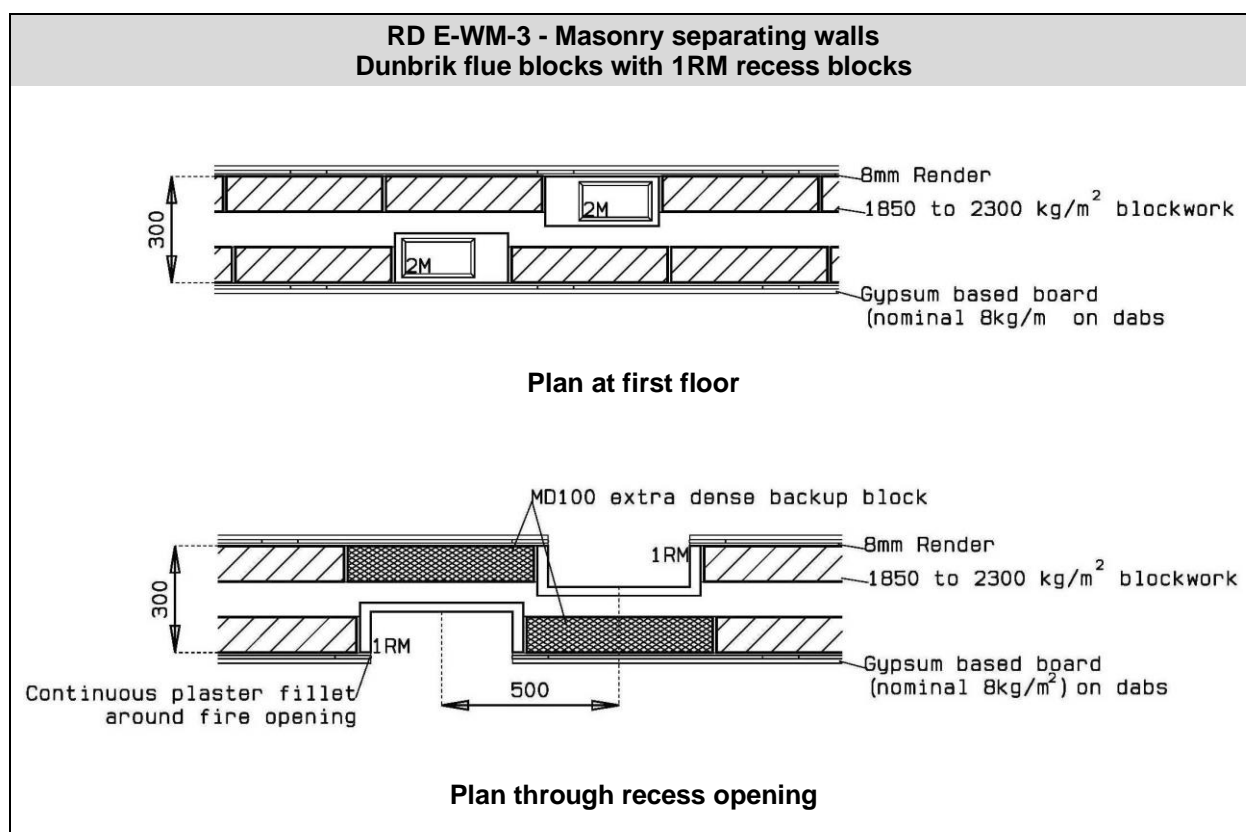 RD E-WM-3 - Masonry separating walls
Dunbrik flue blocks with 1RM recess blocks
8mm Render
1850 to 2300 kg/m² blockwork
2M
300
2M
Gypsum based board
(nominal 8kg/m on dabs
Plan at first floor
MD100 extra dense backup block
8mm Render
1RM
1850 to 2300 kg/m² blockwork
300
1RM
Gypsum based board
(nominal 8kg/m²) on dabs
Continuous plaster fillet
around fire opening
500
Plan through recess opening